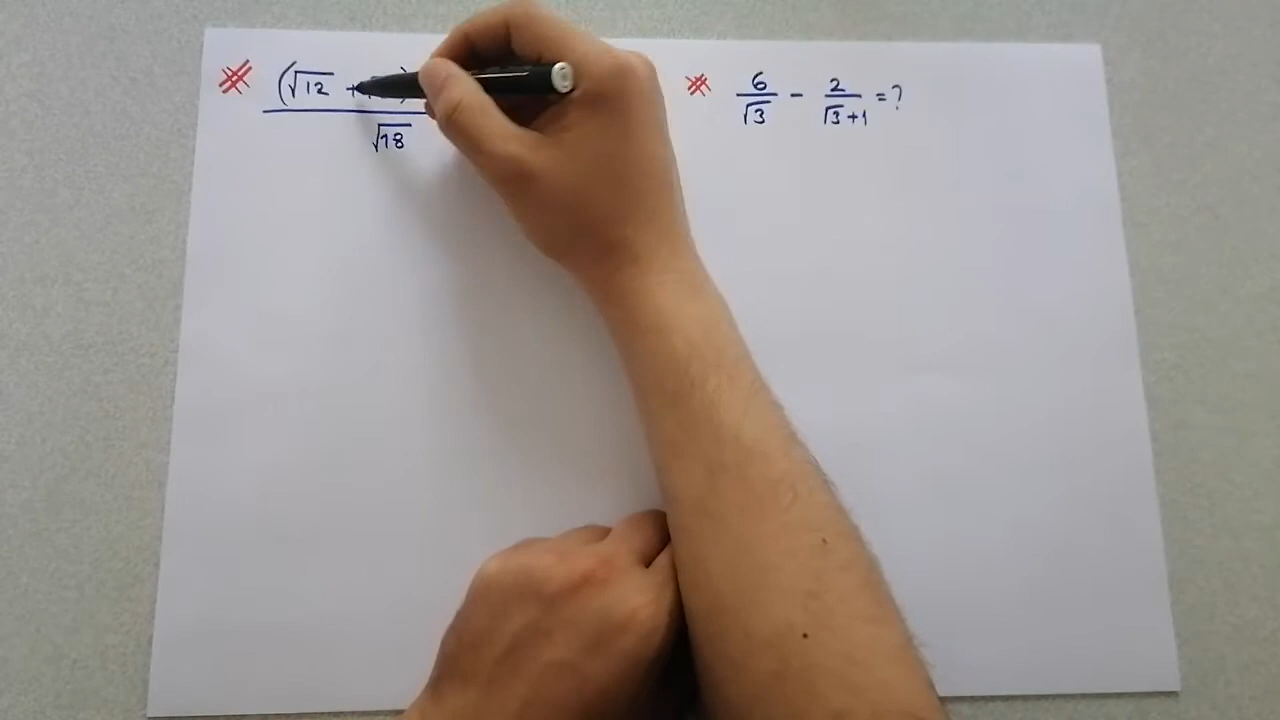 (√12 +
√18
6/√3 - 2/(√3+1) = ?